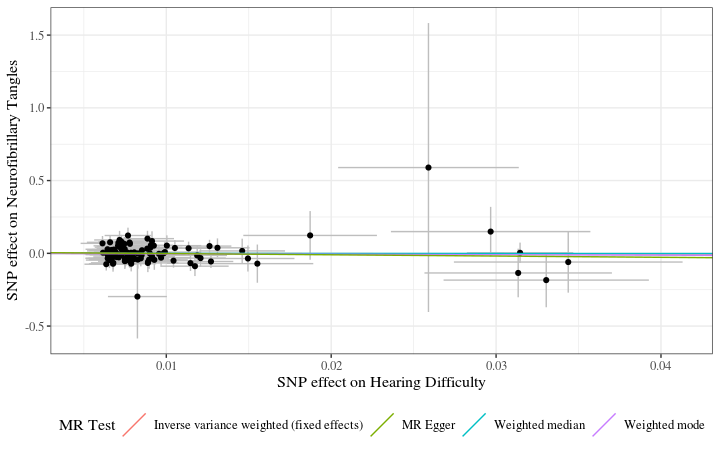 SNP effect on Neurofibrillary Tangles
1.5
1.0
0.5
0.0
-0.5
0.01 0.02 0.03 0.04
SNP effect on Hearing Difficulty
MR Test Inverse variance weighted (fixed effects) MR Egger Weighted median Weighted mode